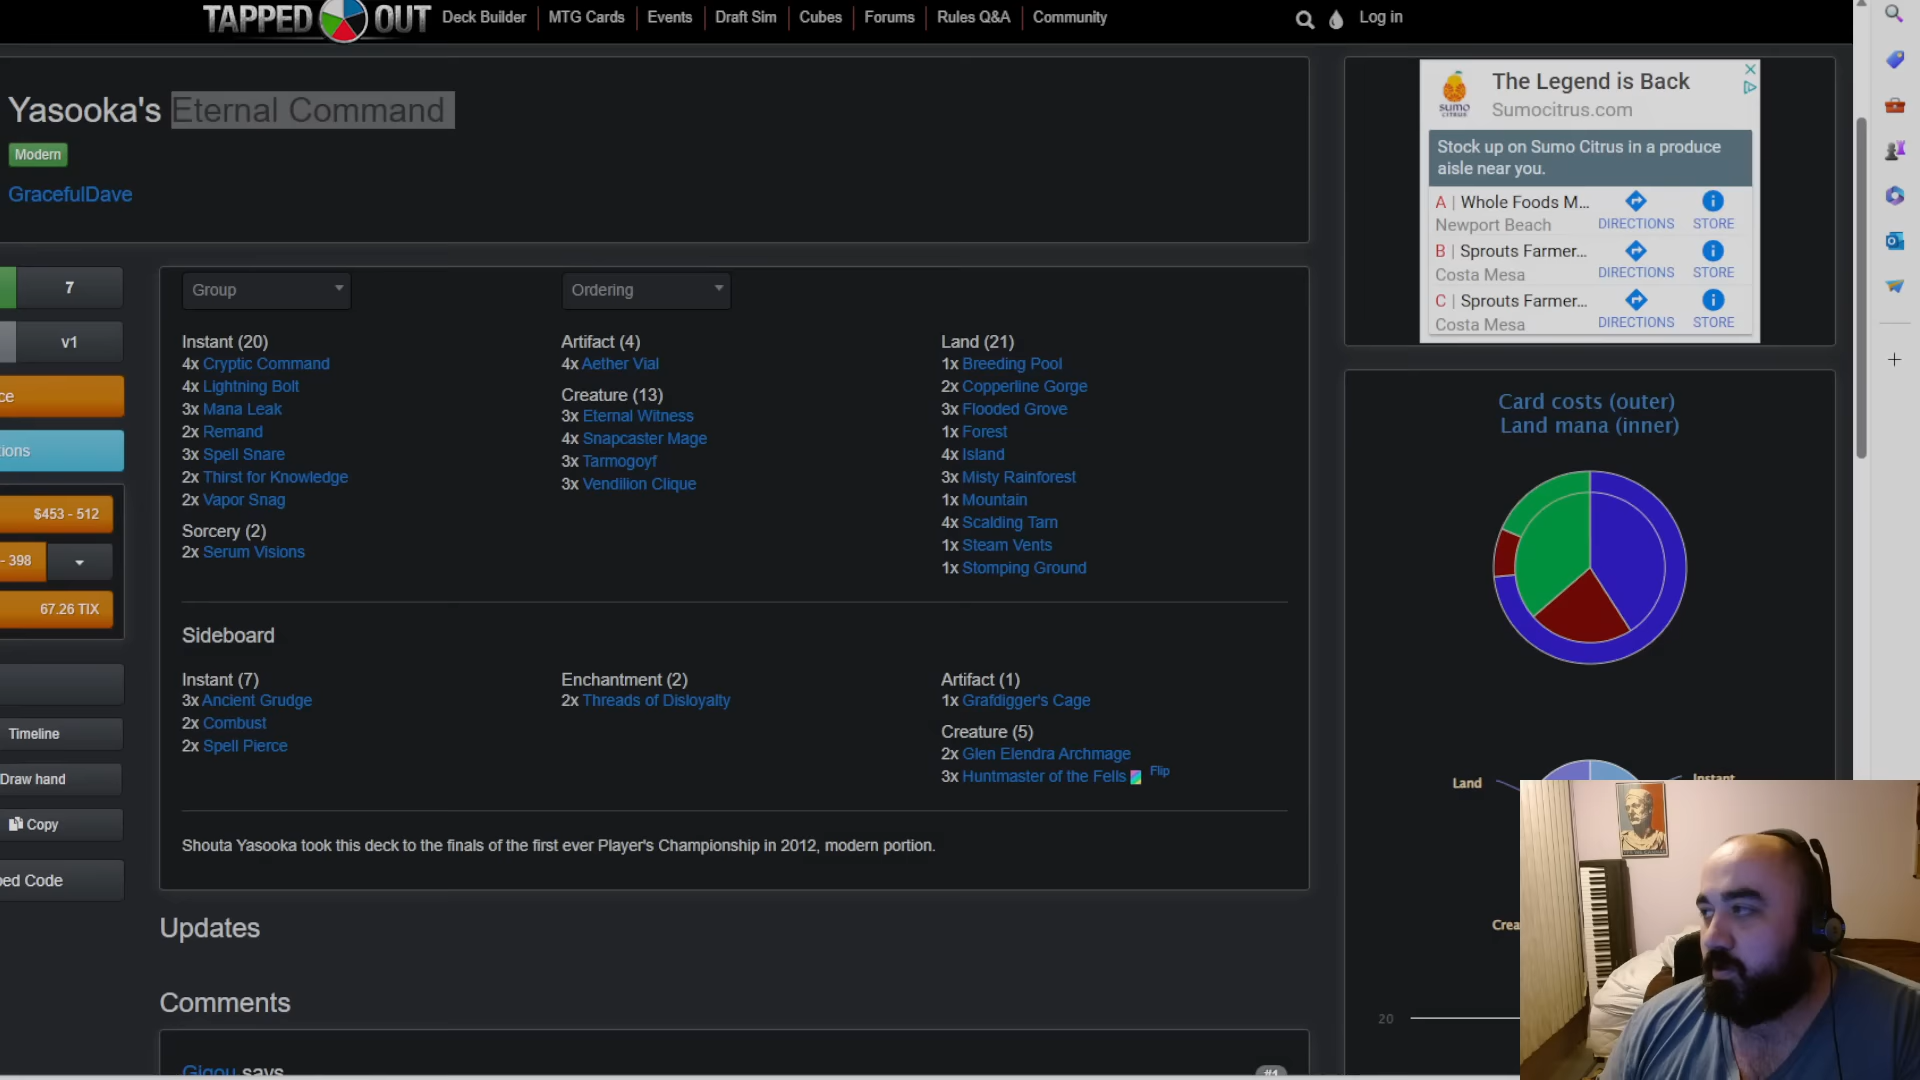 TAPPED OUT
Deck Builder
MTG Cards
Events
Draft Sim
Cubes
Forums
Rules Q&A
Community
Log in
Yasooka's Eternal Command
Modern
GracefulDave
7
v1
ce
ions
$453 - 512
- 398
67.26 TIX
Timeline
Draw hand
Copy
ped Code
Group
Ordering
Instant (20)
4x Cryptic Command
4x Lightning Bolt
3x Mana Leak
2x Remand
3x Spell Snare
2x Thirst for Knowledge
2x Vapor Snag
Sorcery (2)
2x Serum Visions
Artifact (4)
4x Aether Vial
Creature (13)
3x Eternal Witness
4x Snapcaster Mage
3x Tarmogoyf
3x Vendilion Clique
Land (21)
1x Breeding Pool
2x Copperline Gorge
3x Flooded Grove
1x Forest
4x Island
3x Misty Rainforest
1x Mountain
4x Scalding Tarn
1x Steam Vents
1x Stomping Ground
Sideboard
Instant (7)
3x Ancient Grudge
2x Combust
2x Spell Pierce
Enchantment (2)
2x Threads of Disloyalty
Artifact (1)
1x Grafdigger's Cage
Creature (5)
2x Glen Elendra Archmage
3x Huntmaster of the Fells Flip
Shouta Yasooka took this deck to the finals of the first ever Player's Championship in 2012, modern portion.
Updates
Comments
Gigou says
#1
SUMO
CITRUS
The Legend is Back
Sumocitrus.com
Stock up on Sumo Citrus in a produce
aisle near you.
A | Whole Foods M...
Newport Beach
DIRECTIONS
STORE
B | Sprouts Farmer...
Costa Mesa
DIRECTIONS
STORE
C | Sprouts Farmer...
Costa Mesa
DIRECTIONS
STORE
Card costs (outer)
Land mana (inner)
Land
Instant
Crea
20